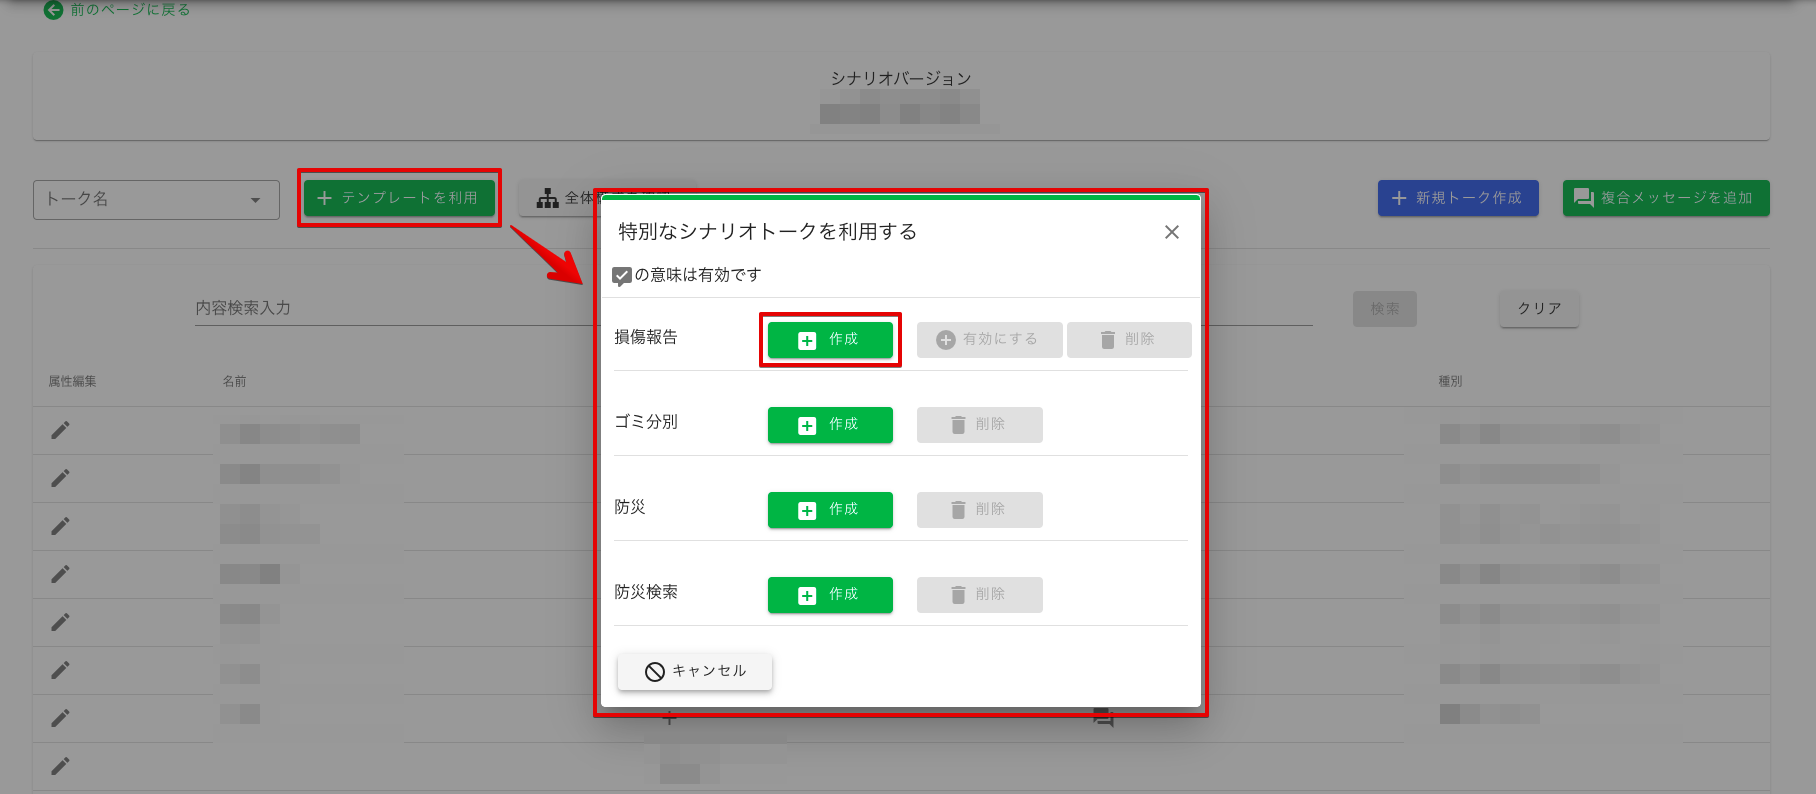 前のページに戻る
シナリオバージョン
トーク名
テンプレートを利用
全体
新規トーク作成
複合メッセージを追加
特別なシナリオトークを利用する
の意味は有効です
内容検索入力
検索
クリア
損傷報告
作成
有効にする
削除
属性編集
名前
種別
ゴミ分別
作成
削除
防災
作成
削除
防災検索
作成
削除
キャンセル